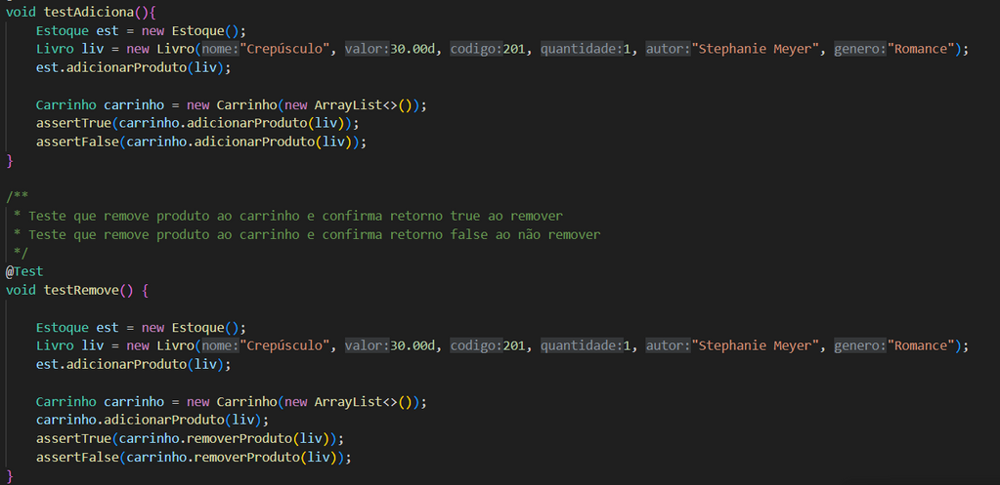 void testAdiciona(){
    Estoque est = new Estoque();
    Livro liv = new Livro(nome:"Crepúsculo", valor:30.00d, codigo:201, quantidade:1, autor:"Stephanie Meyer", genero:"Romance");
    est.adicionarProduto(liv);

    Carrinho carrinho = new Carrinho(new ArrayList<>());
    assertTrue(carrinho.adicionarProduto(liv));
    assertFalse(carrinho.adicionarProduto(liv));
}

/**
 * Teste que remove produto ao carrinho e confirma retorno true ao remover
 * Teste que remove produto ao carrinho e confirma retorno false ao não remover
 */
@Test
void testRemove() {

    Estoque est = new Estoque();
    Livro liv = new Livro(nome:"Crepúsculo", valor:30.00d, codigo:201, quantidade:1, autor:"Stephanie Meyer", genero:"Romance");
    est.adicionarProduto(liv);

    Carrinho carrinho = new Carrinho(new ArrayList<>());
    carrinho.adicionarProduto(liv);
    assertTrue(carrinho.removerProduto(liv));
    assertFalse(carrinho.removerProduto(liv));
}